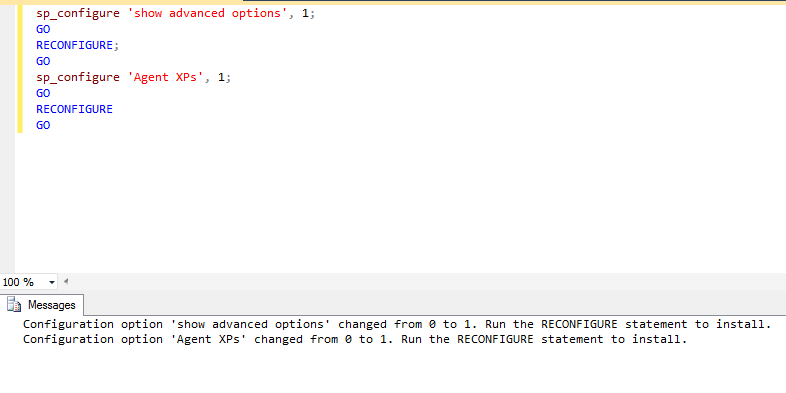 sp_configure 'show advanced options', 1;
GO
RECONFIGURE;
GO
sp_configure 'Agent XPs', 1;
GO
RECONFIGURE
GO
100 %
Messages
Configuration option 'show advanced options' changed from 0 to 1. Run the RECONFIGURE statement to install.
Configuration option 'Agent XPs' changed from 0 to 1. Run the RECONFIGURE statement to install.